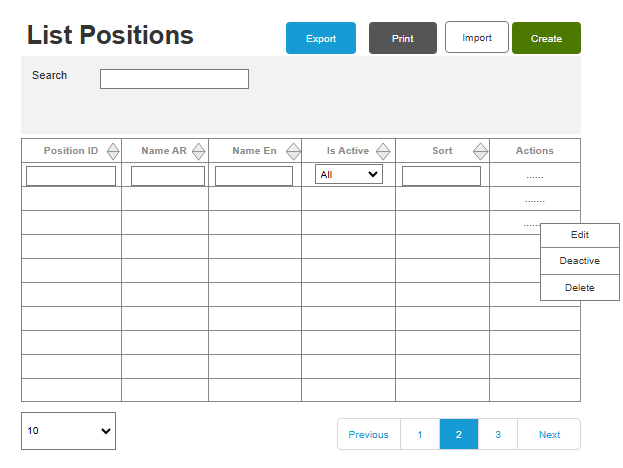 List Positions
Export Print Import Create
Search
Position ID Name AR Name En Is Active Sort Actions
All ......
.......
......
Edit
Deactive
Delete
10
Previous 1 2 3 Next